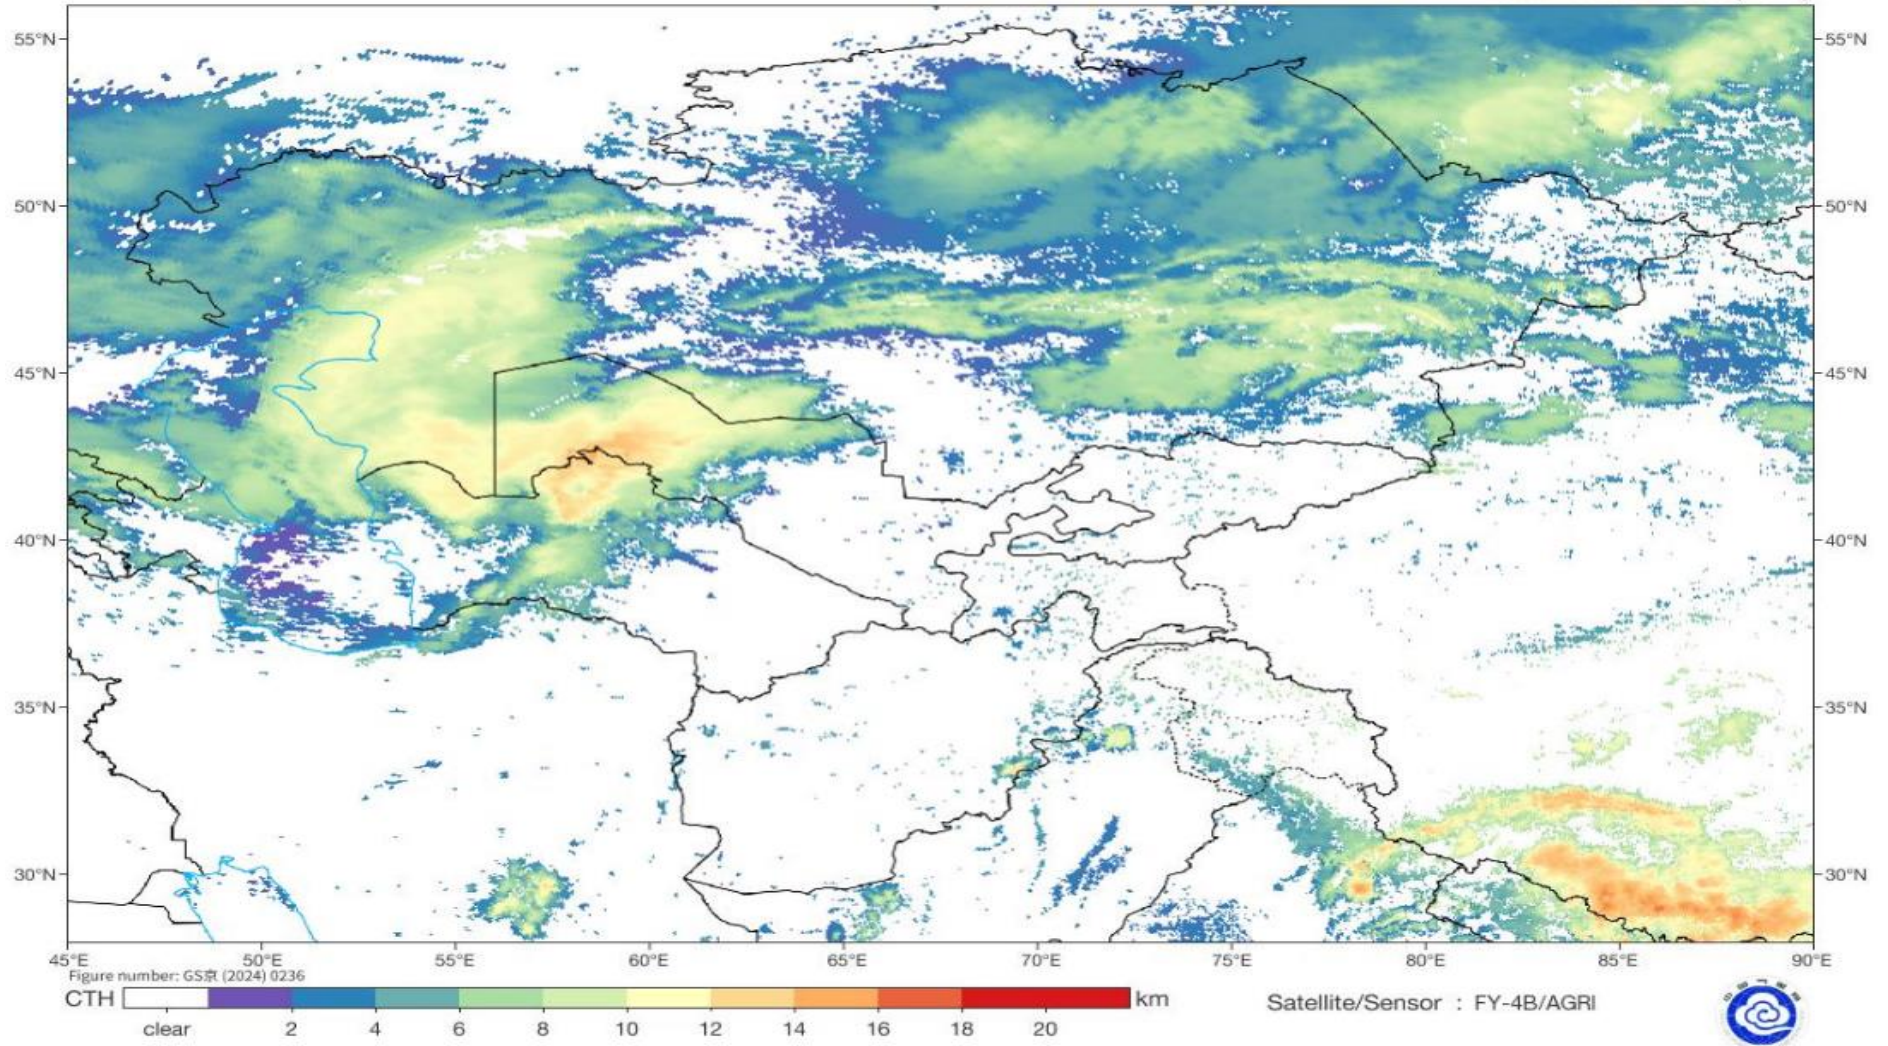 55°N
55°N
50°N
50°N
45°N
45°N
40°N
40°N
35°N
35°N
30°N
30°N
45°E 50°E 55°E 60°E 65°E 70°E 75°E 80°E 85°E 90°E
Figure number: GS京 (2024) 0236
CTH km
clear 2 4 6 8 10 12 14 16 18 20
Satellite/Sensor : FY-4B/AGRI